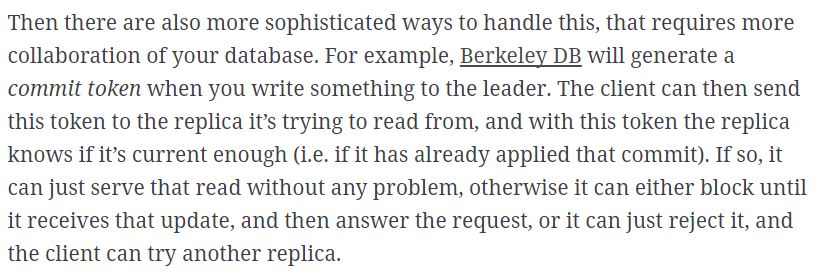 Then there are also more sophisticated ways to handle this, that requires more
collaboration of your database. For example, Berkeley DB will generate a
commit token when you write something to the leader. The client can then send
this token to the replica it’s trying to read from, and with this token the replica
knows if it’s current enough (i.e. if it has already applied that commit). If so, it
can just serve that read without any problem, otherwise it can either block until
it receives that update, and then answer the request, or it can just reject it, and
the client can try another replica.